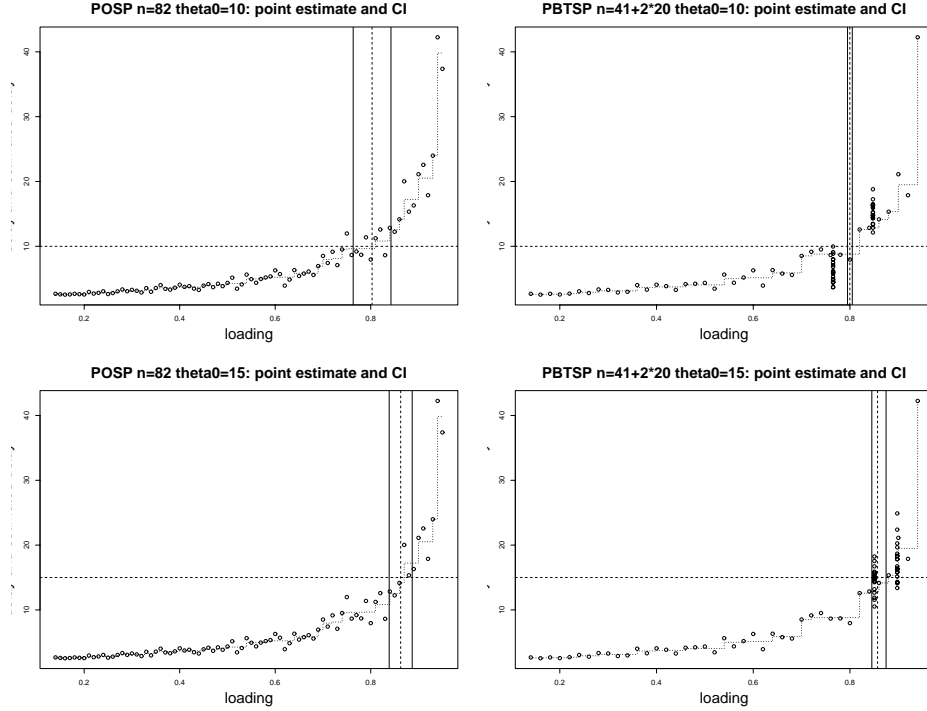 POSP n=82 theta0=10: point estimate and CI
PBTSP n=41+2*20 theta0=10: point estimate and CI
40
30
20
10
0.2 0.4 0.6 0.8
loading
40
30
20
10
0.2 0.4 0.6 0.8
loading
POSP n=82 theta0=15: point estimate and CI
PBTSP n=41+2*20 theta0=15: point estimate and CI
40
30
20
10
0.2 0.4 0.6 0.8
loading
40
30
20
10
0.2 0.4 0.6 0.8
loading